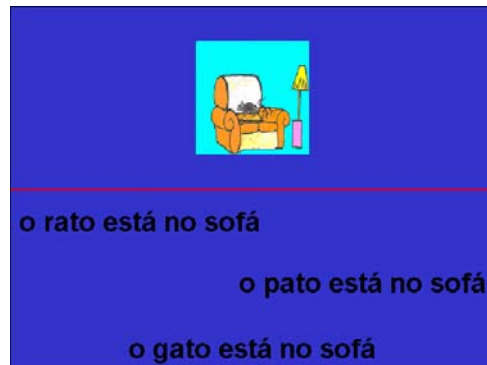 o rato está no sofá
o pato está no sofá
o gato está no sofá